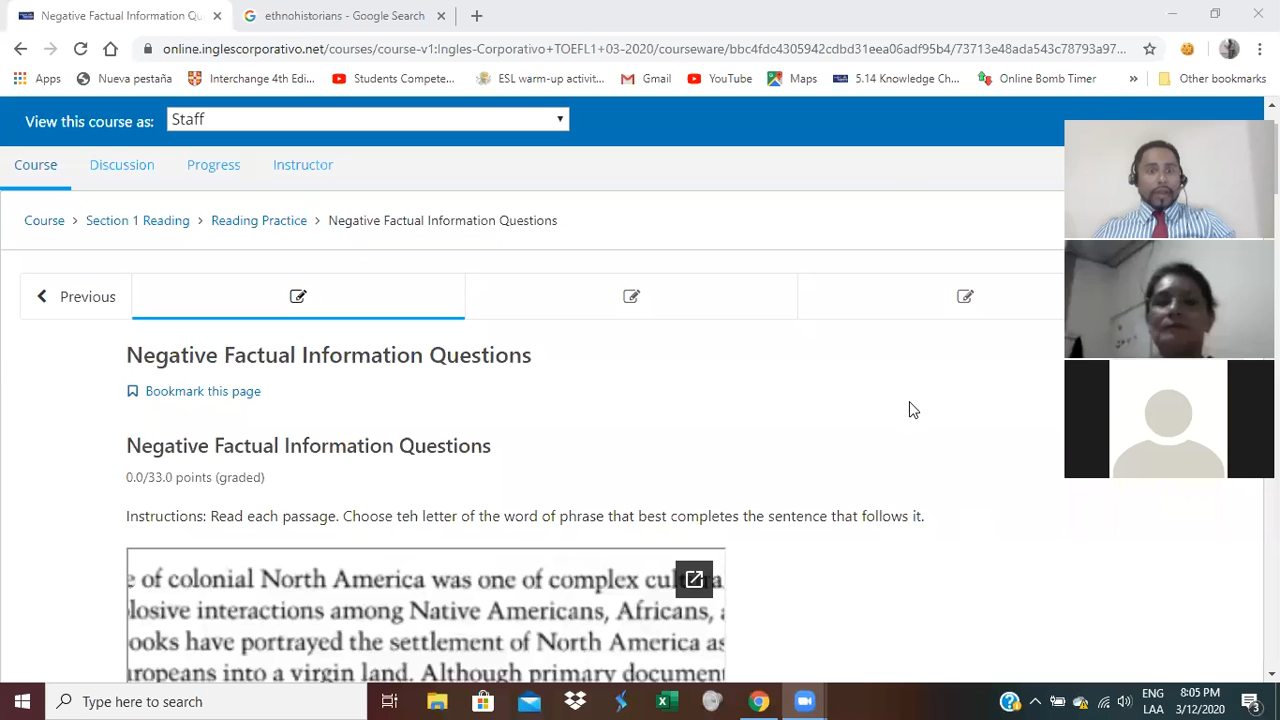 Negative Factual Information Qu
ethnohistorians - Google Search
online.inglescorporativo.net/courses/course-v1:Ingles-Corporativo+TOEFL1+03-2020/courseware/bbc4fdc4305942cdbd31eea06adf95b4/73713e48ada543c78793a97...
Apps
Nueva pestaña
Interchange 4th Edi...
Students Compete...
ESL warm-up activit...
Gmail
YouTube
Maps
5.14 Knowledge Ch...
Online Bomb Timer
»
Other bookmarks
View this course as:
Staff
Course
Discussion
Progress
Instructor
Course > Section 1 Reading > Reading Practice > Negative Factual Information Questions
Previous
Negative Factual Information Questions
Bookmark this page
Negative Factual Information Questions
0.0/33.0 points (graded)
Instructions: Read each passage. Choose teh letter of the word of phrase that best completes the sentence that follows it.
e of colonial North America was one of complex cul
losive interactions among Native Americans, Africans,
ooks have portrayed the settlement of North America as
ropeans into a virgin land. Although primary document
Type here to search
ENG
LAA
8:05 PM
3/12/2020
3